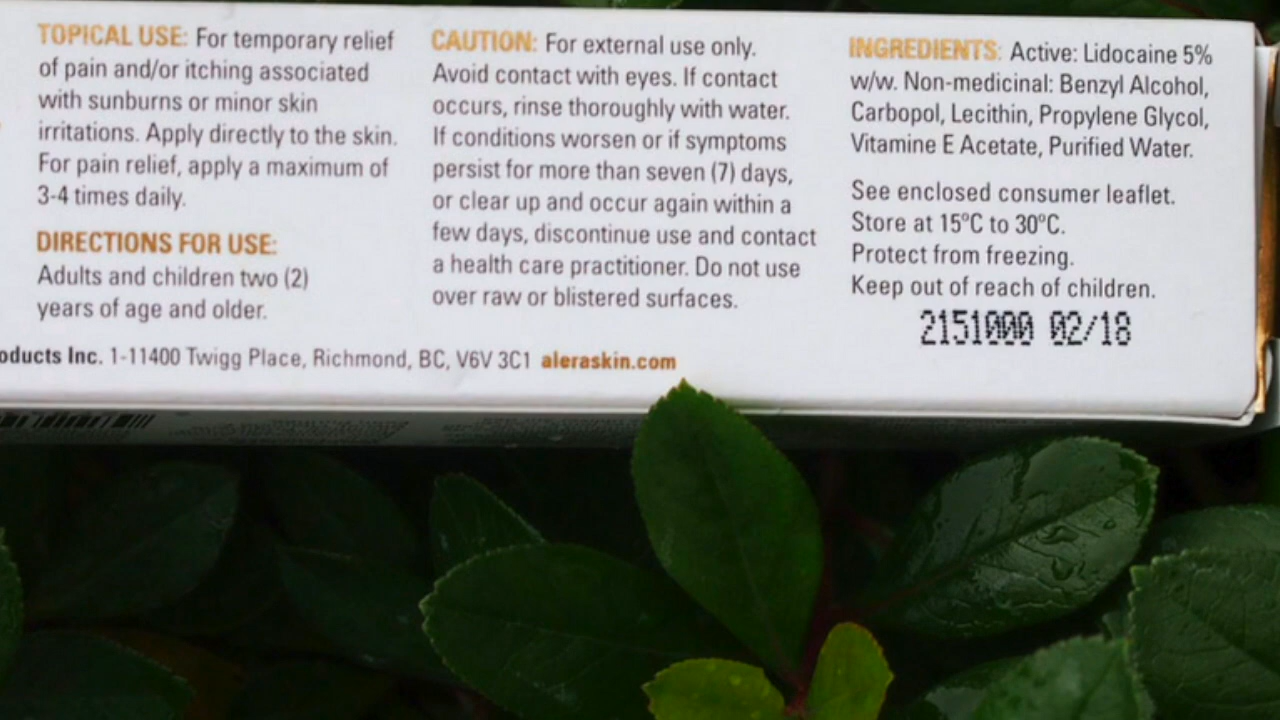 TOPICAL USE: For temporary relief
of pain and/or itching associated
with sunburns or minor skin
irritations. Apply directly to the skin.
For pain relief, apply a maximum of
3-4 times daily.
DIRECTIONS FOR USE:
Adults and children two (2)
years of age and older.
CAUTION: For external use only.
Avoid contact with eyes. If contact
occurs, rinse thoroughly with water.
If conditions worsen or if symptoms
persist for more than seven (7) days,
or clear up and occur again within a
few days, discontinue use and contact
a health care practitioner. Do not use
over raw or blistered surfaces.
INGREDIENTS: Active: Lidocaine 5%
w/w. Non-medicinal: Benzyl Alcohol,
Carbopol, Lecithin, Propylene Glycol,
Vitamine E Acetate, Purified Water.
See enclosed consumer leaflet.
Store at 15ºC to 30ºC.
Protect from freezing.
Keep out of reach of children.
2151000 02/18
oducts Inc. 1-11400 Twigg Place, Richmond, BC, V6V 3C1 aleraskin.com